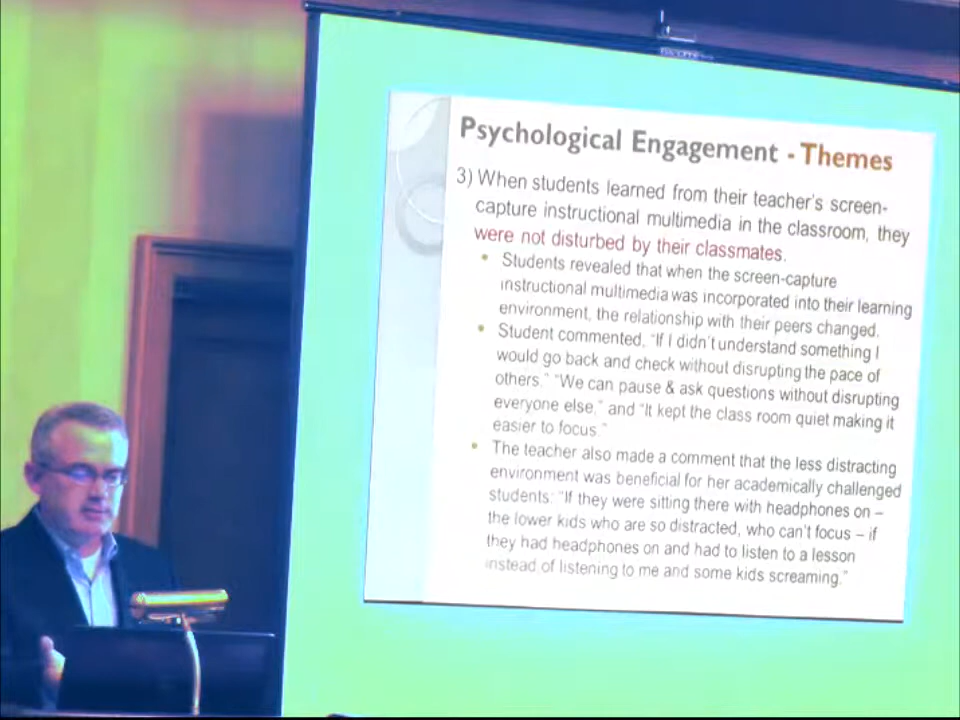 Psychological Engagement - Themes
3) When students learned from their teacher's screen-
capture instructional multimedia in the classroom, they
were not disturbed by their classmates.
• Students revealed that when the screen-capture
instructional multimedia was incorporated into their learning
environment, the relationship with their peers changed.
• Student commented, "If I didn't understand something I
would go back and check without disrupting the pace of
others." "We can pause & ask questions without disrupting
everyone else," and "It kept the class room quiet making it
easier to focus."
• The teacher also made a comment that the less distracting
environment was beneficial for her academically challenged
students: "If they were sitting there with headphones on –
the lower kids who are so distracted, who can't focus – if
they had headphones on and had to listen to a lesson
instead of listening to me and some kids screaming."